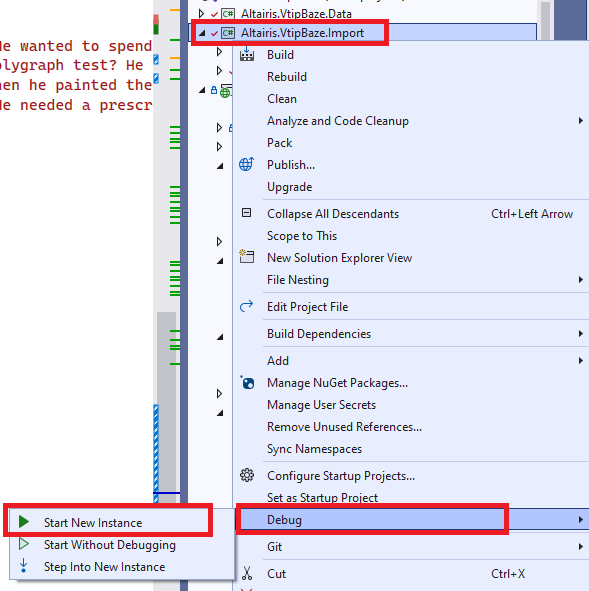 Altairis.VtipBaze.Data
Altairis.VtipBaze.Import
He wanted to spend
olygraph test? He
hen he painted the
He needed a prescr
Build
Rebuild
Clean
Analyze and Code Cleanup
Pack
Publish...
Upgrade
Collapse All Descendants Ctrl+Left Arrow
Scope to This
New Solution Explorer View
File Nesting
Edit Project File
Build Dependencies
Add
Manage NuGet Packages...
Manage User Secrets
Remove Unused References...
Sync Namespaces
Configure Startup Projects...
Set as Startup Project
Debug
Start New Instance
Start Without Debugging
Step Into New Instance
Git
Cut Ctrl+X